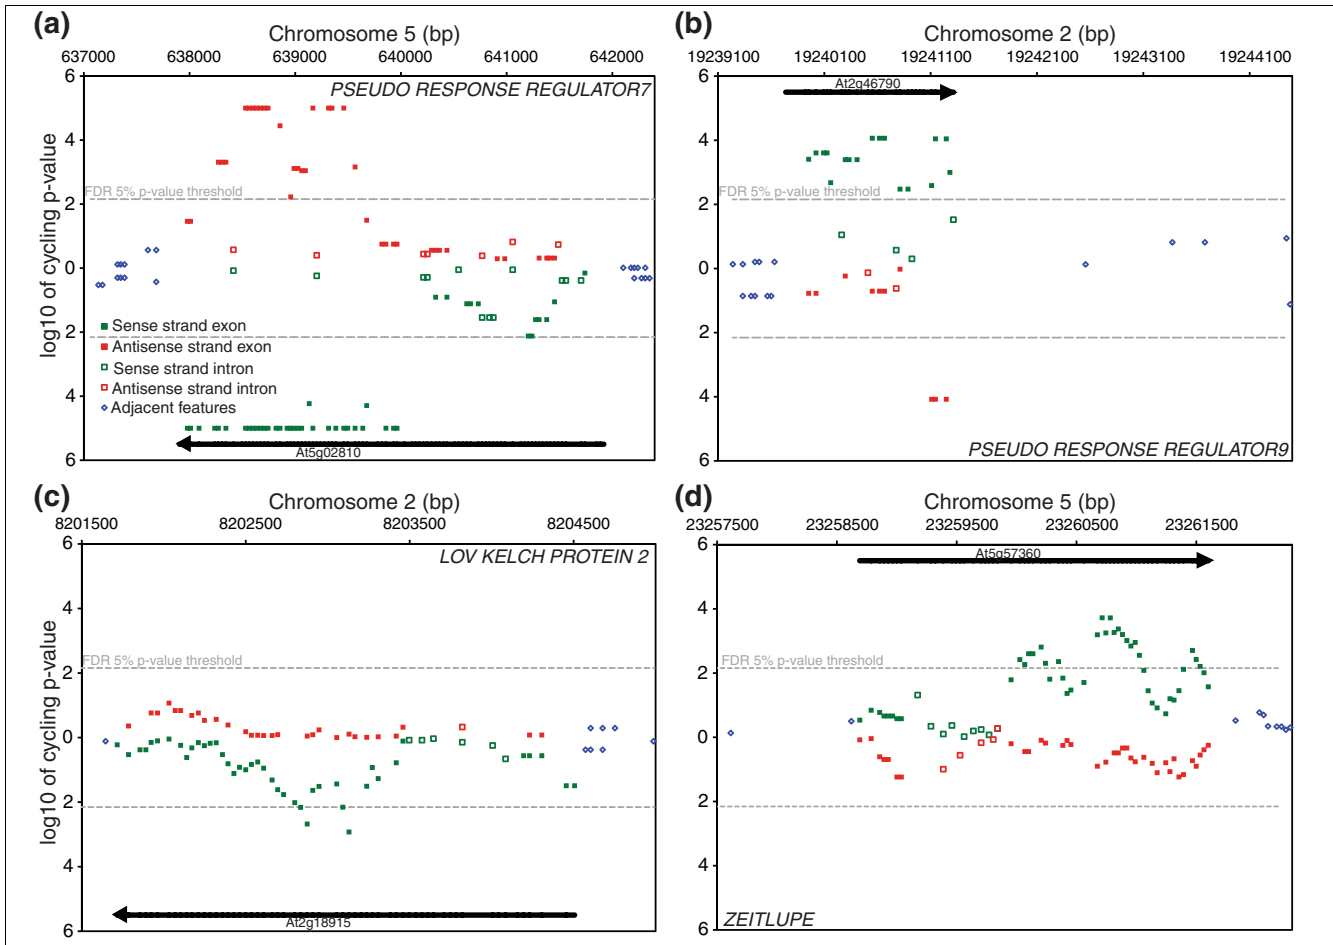 (a)
Chromosome 5 (bp)
637000 638000 639000 640000 641000 642000
PSEUDO RESPONSE REGULATOR7
6
4
2
0
2
4
6
log10 of cycling p-value
FDR 5% p-value threshold
Sense strand exon
Antisense strand exon
Sense strand intron
Antisense strand intron
Adjacent features
At5g02810
(b)
Chromosome 2 (bp)
19239100 19240100 19241100 19242100 19243100 19244100
At2g46790
6
4
2
0
2
4
6
FDR 5% p-value threshold
PSEUDO RESPONSE REGULATOR9
(c)
Chromosome 2 (bp)
8201500 8202500 8203500 8204500
LOV KELCH PROTEIN 2
6
4
2
0
2
4
6
log10 of cycling p-value
FDR 5% p-value threshold
At2g18915
(d)
Chromosome 5 (bp)
23257500 23258500 23259500 23260500 23261500
At5g57360
6
4
2
0
2
4
6
FDR 5% p-value threshold
ZEITLUPE